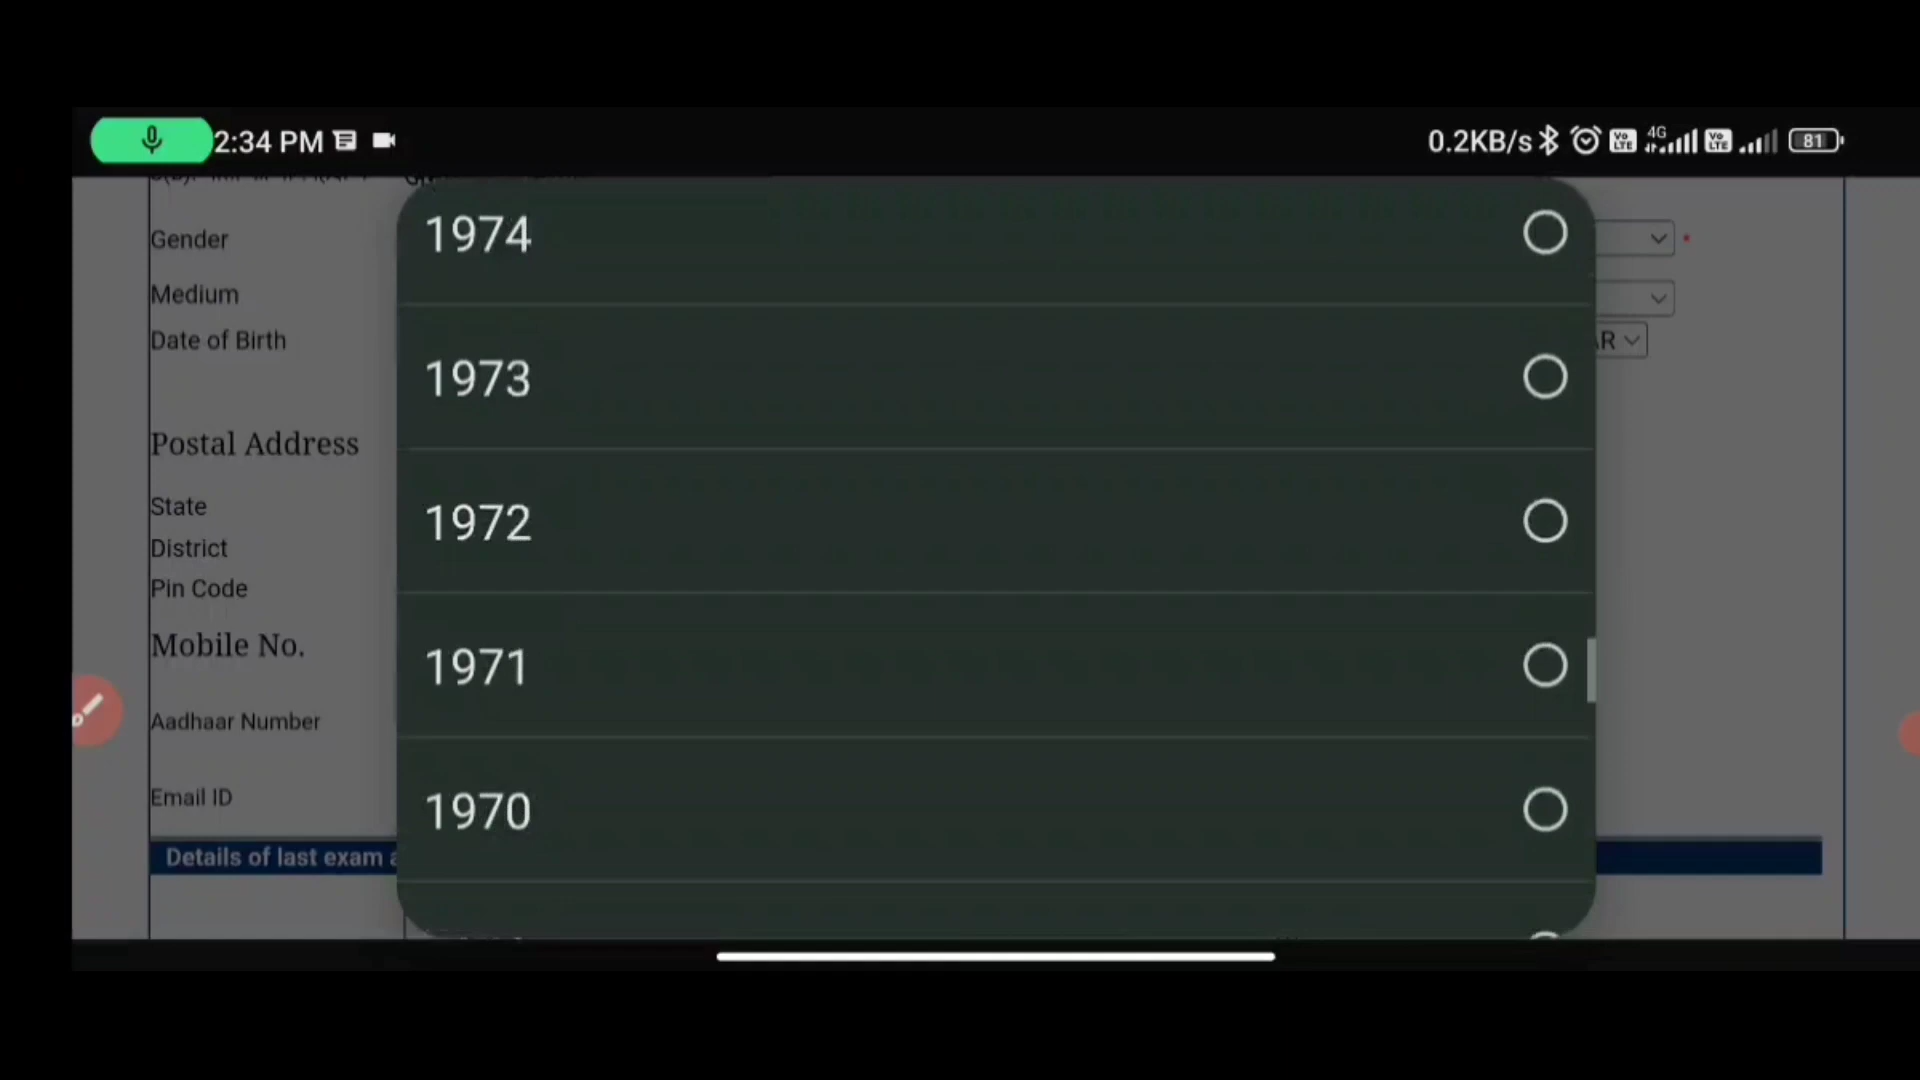 2:34 PM
0.2KB/s
4G
81
Gender
1974
Medium
1973
Date of Birth
Postal Address
State
1972
District
Pin Code
Mobile No.
1971
Aadhaar Number
Email ID
1970
Details of last exam